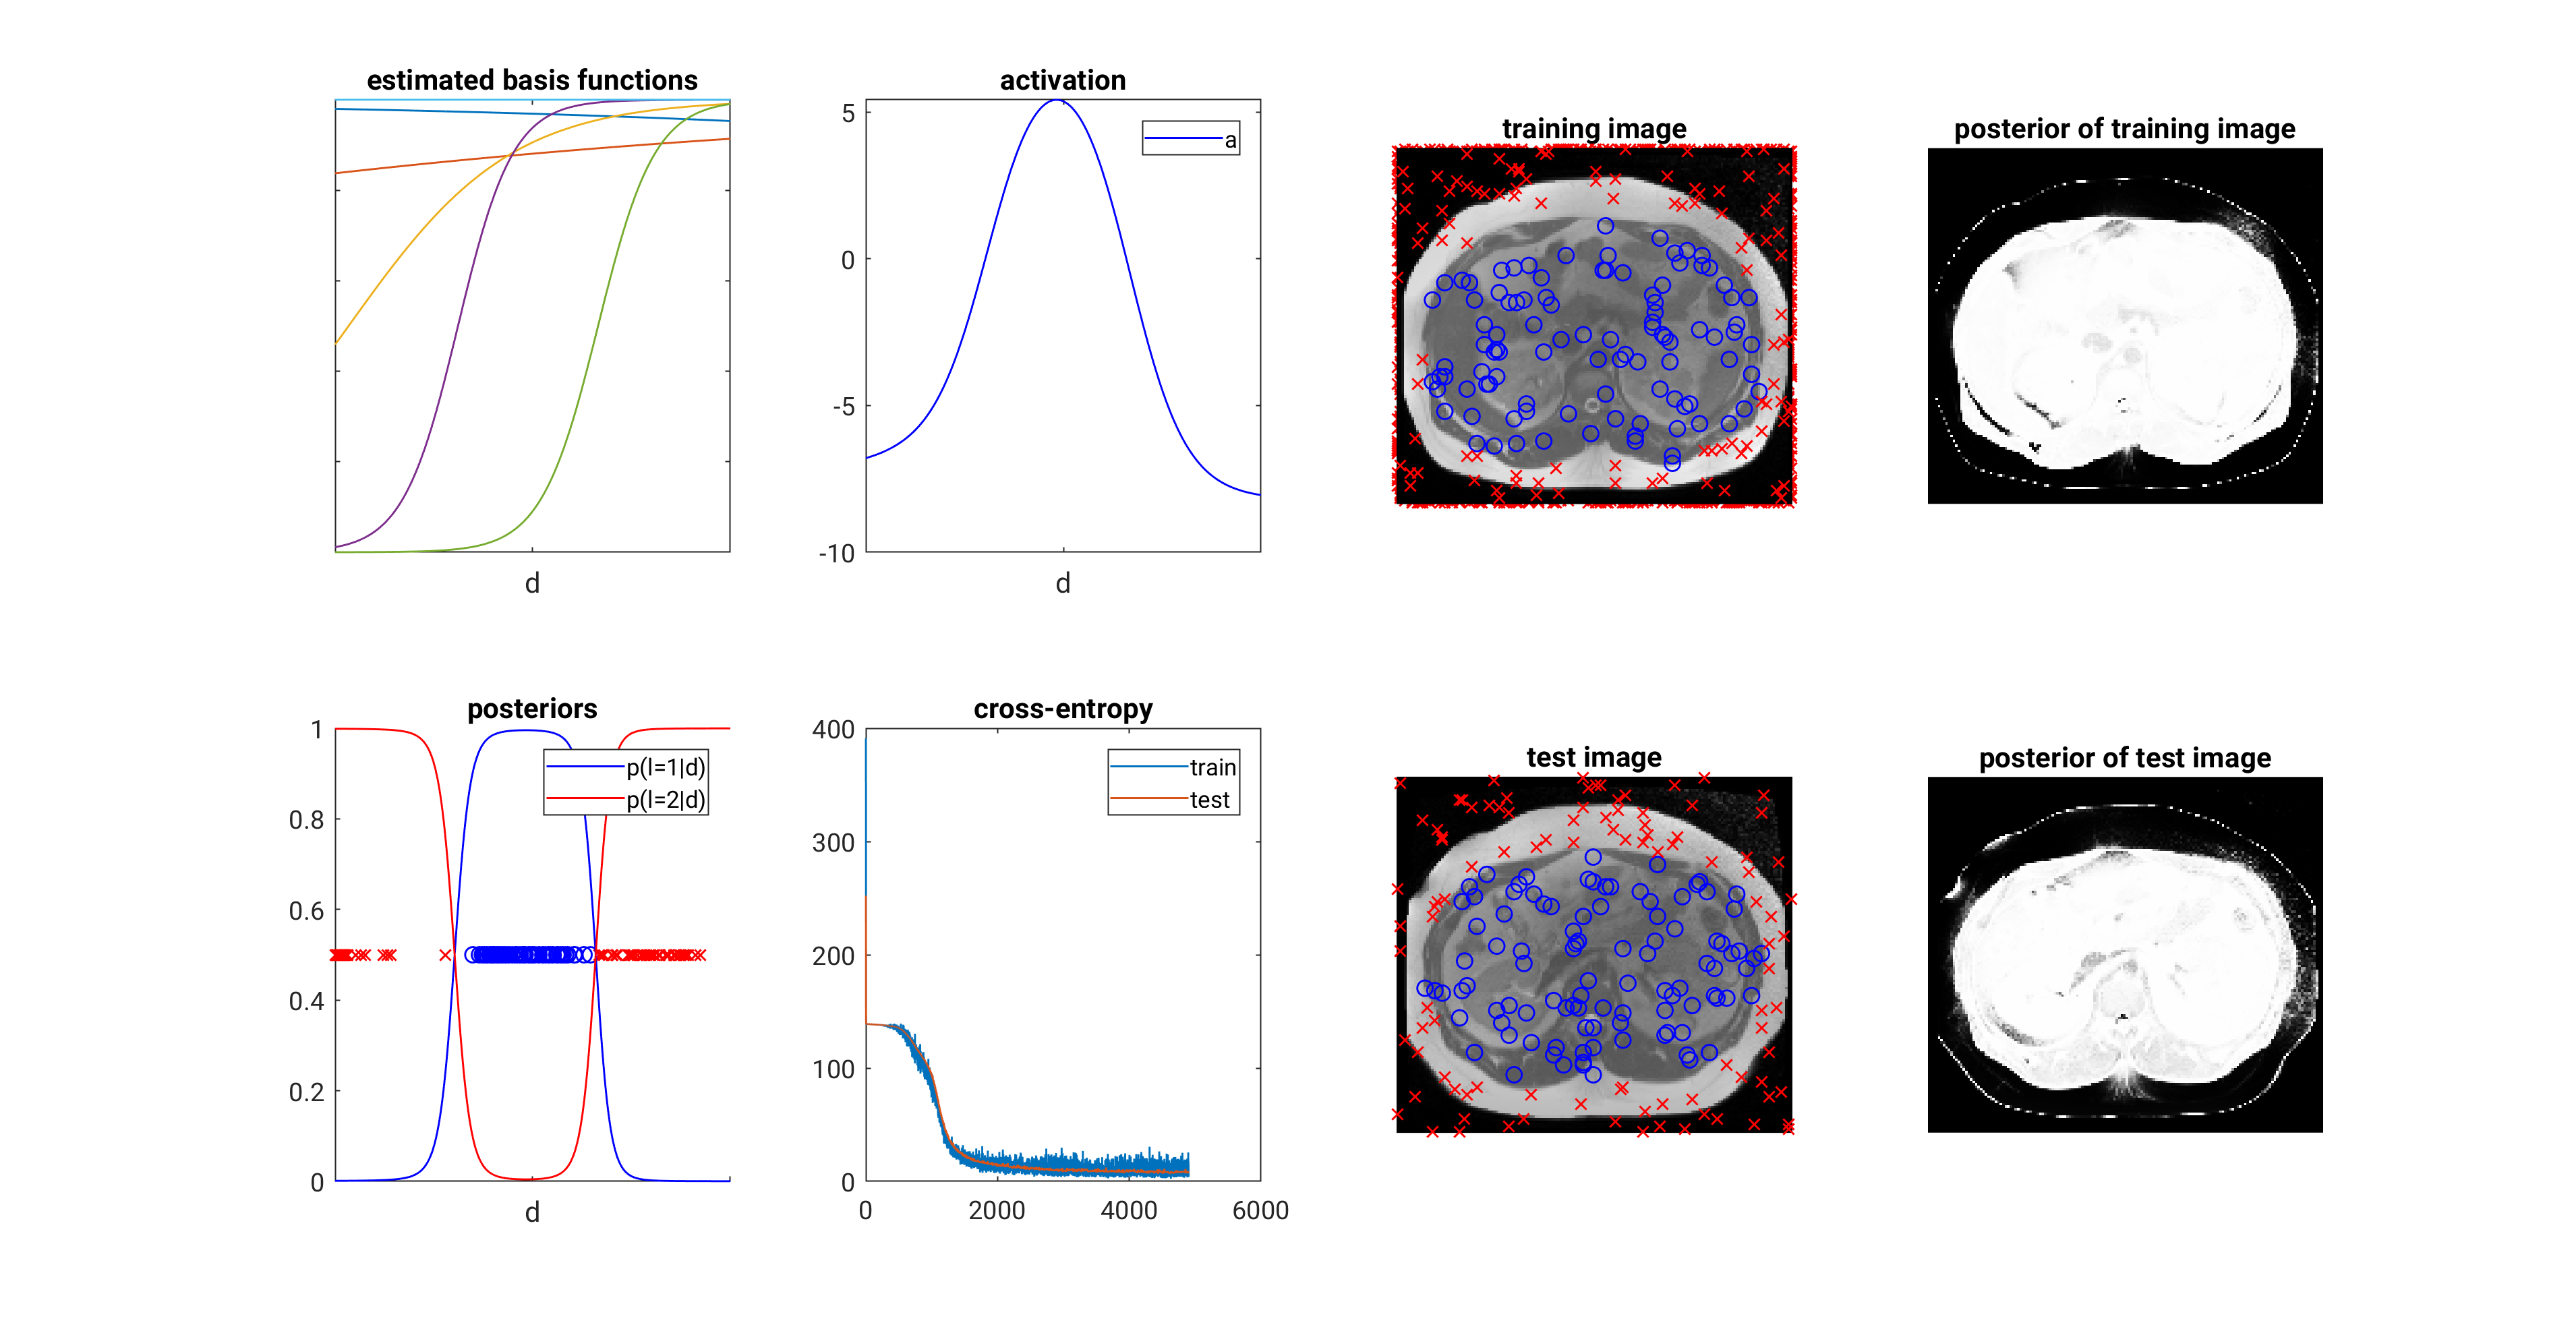 estimated basis functions
d
activation
5
0
-5
-10
a
d
training image
posterior of training image
posteriors
1
0.8
0.6
0.4
0.2
0
p(l=1|d)
p(l=2|d)
d
cross-entropy
400
300
200
100
0
train
test
0 2000 4000 6000
test image
posterior of test image